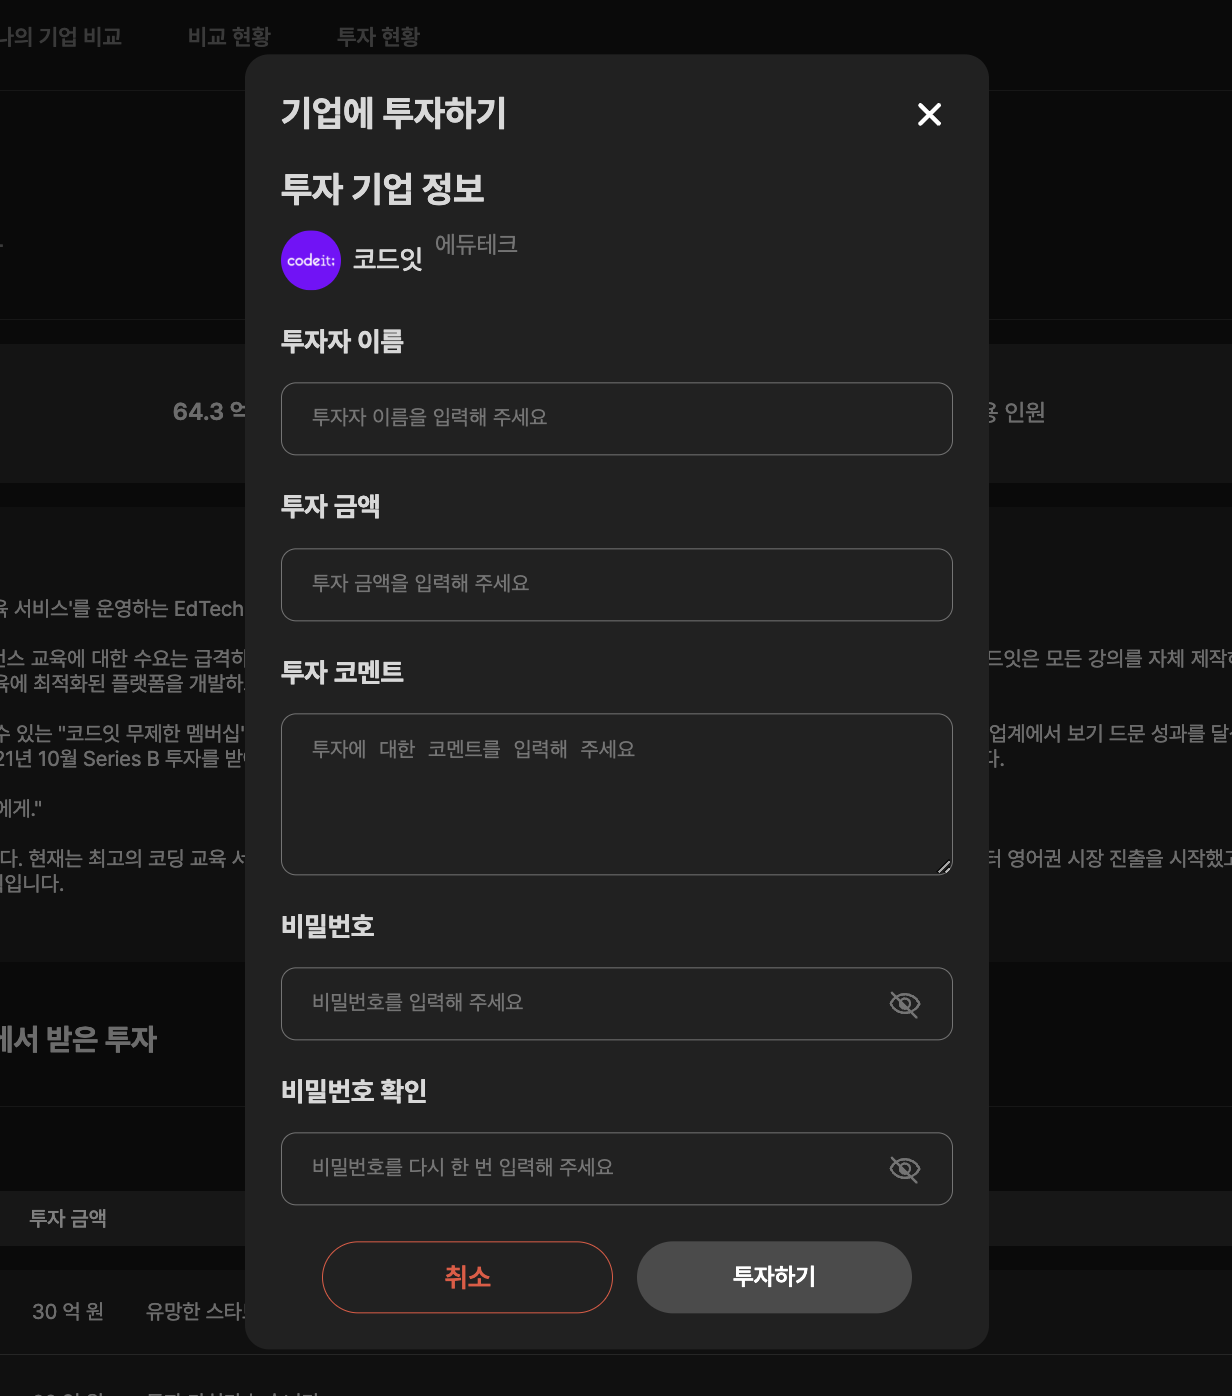 나의 기업 비교 비교 현황 투자 현황
기업에 투자하기
투자 기업 정보
codeit:
코드잇 에듀테크
투자자 이름
투자자 이름을 입력해 주세요
64.3 억
용 인원
투자 금액
투자 금액을 입력해 주세요
서비스'를 운영하는 EdTech
투자 코멘트
교육에 대한 수요는 급격히
드잇은 모든 강의를 자체 제작
최적화된 플랫폼을 개발하
수 있는 "코드잇 무제한 멤버십"
업계에서 보기 드문 성과를 달
21년 10월 Series B 투자를 받
다.
투자에 대한 코멘트를 입력해 주세요
에게."
다. 현재는 최고의 코딩 교육 서
터 영어권 시장 진출을 시작했고
입니다.
비밀번호
비밀번호를 입력해 주세요
에서 받은 투자
비밀번호 확인
비밀번호를 다시 한 번 입력해 주세요
투자 금액
취소
투자하기
30 억 원 유망한 스타트